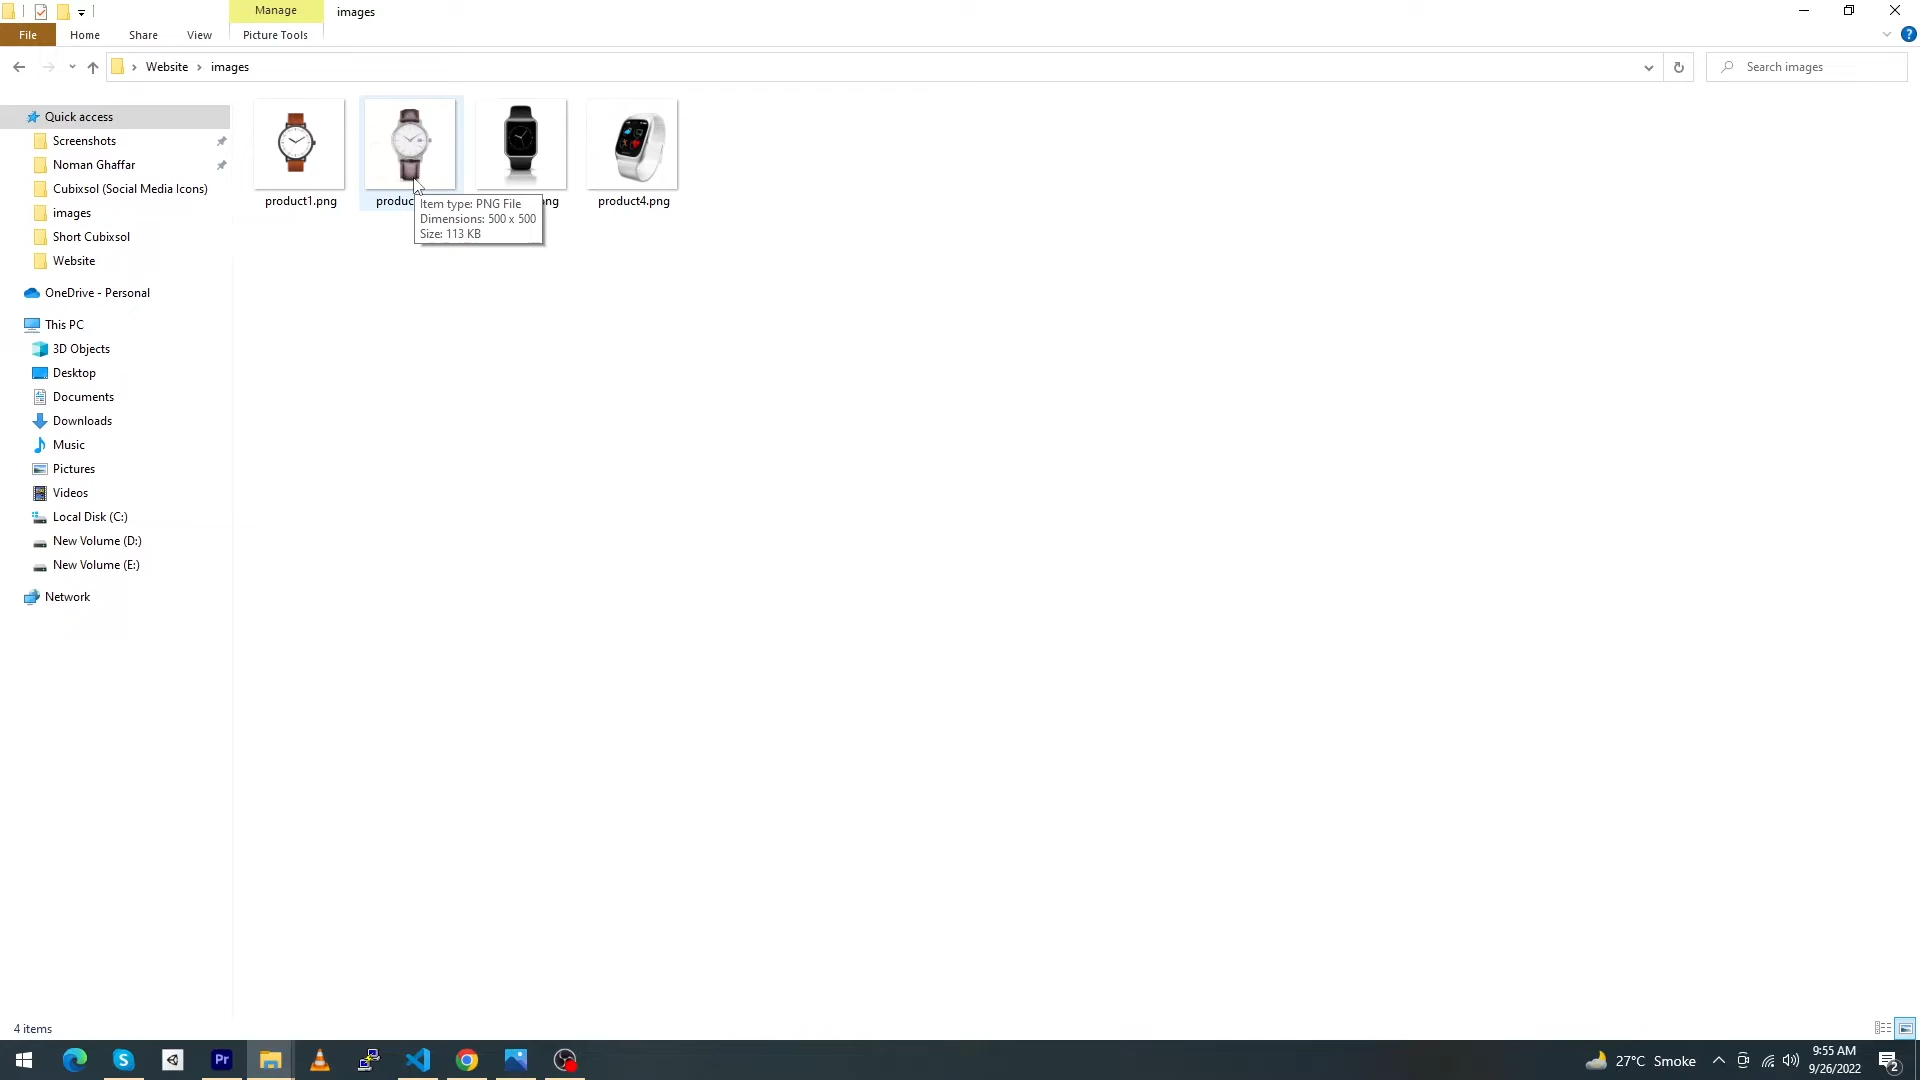 Manage
images
File
Home
Share
View
Picture Tools
Website
images
Search images
Quick access
Screenshots
Noman Ghaffar
Cubixsol (Social Media Icons)
images
Short Cubixsol
Website
OneDrive - Personal
This PC
3D Objects
Desktop
Documents
Downloads
Music
Pictures
Videos
Local Disk (C:)
New Volume (D:)
New Volume (E:)
Network
product1.png
produc
ng
product4.png
Item type: PNG File
Dimensions: 500 x 500
Size: 113 KB
4 items
Pr
27°C Smoke
9:55 AM
9/26/2022
2